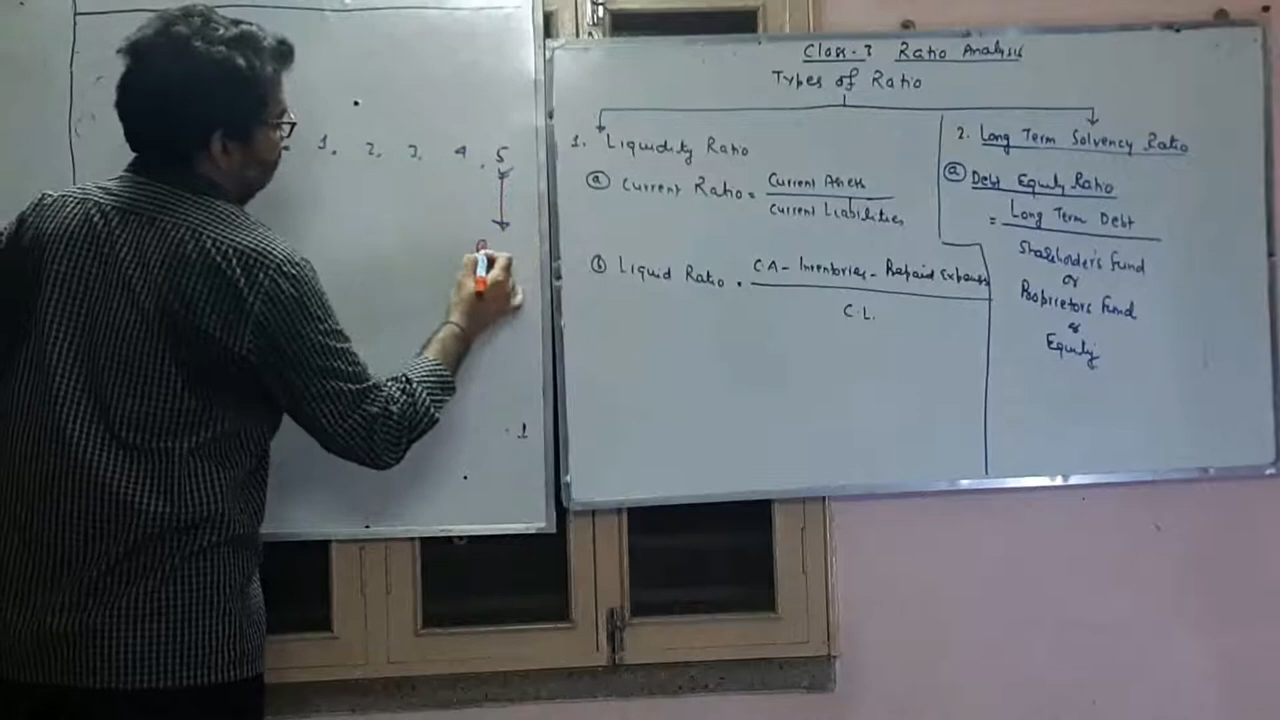 1. 2. 3. 4. 5
1
Class-3 Ratio Analysis
Types of Ratio
1. Liquidity Ratio
ⓐ Current Ratio = Current Assets
Current Liabilities
ⓑ Liquid Ratio = CA - Inventories - Prepaid Expenses
C.L.
2. Long Term Solvency Ratio
ⓐ Debt Equity Ratio
= Long Term Debt
Shareholder's Fund
or
Proprietors Fund
or
Equity